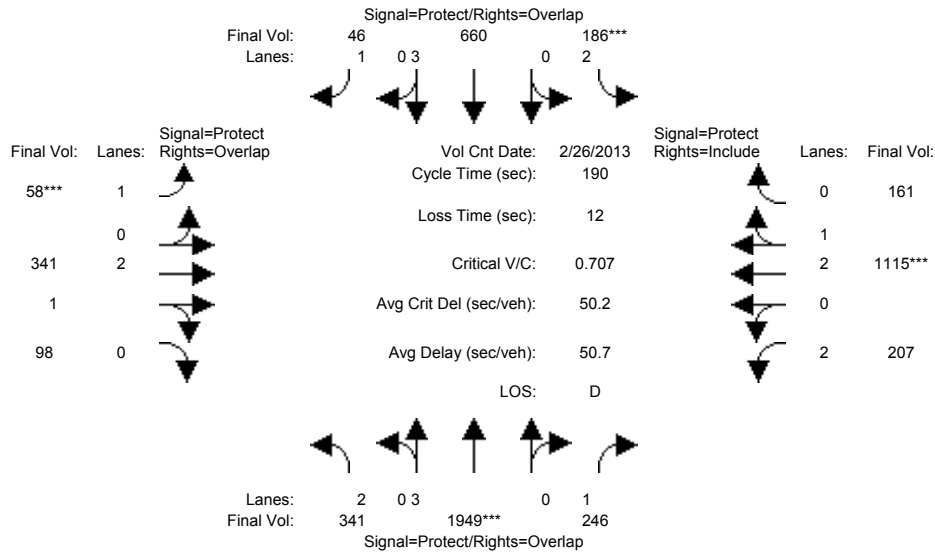 Signal=Protect/Rights=Overlap
Final Vol: 46 660 186***
Lanes: 1 0 3 0 2
Signal=Protect
Final Vol: Lanes: Rights=Overlap
Vol Cnt Date: 2/26/2013
Signal=Protect
Rights=Include Lanes: Final Vol:
Cycle Time (sec): 190
58*** 1
0 161
Loss Time (sec): 12
0
1
341 2
Critical V/C: 0.707
2 1115***
1
Avg Crit Del (sec/veh): 50.2
0
98 0
Avg Delay (sec/veh): 50.7
2 207
LOS: D
Lanes: 2 0 3 0 1
Final Vol: 341 1949*** 246
Signal=Protect/Rights=Overlap